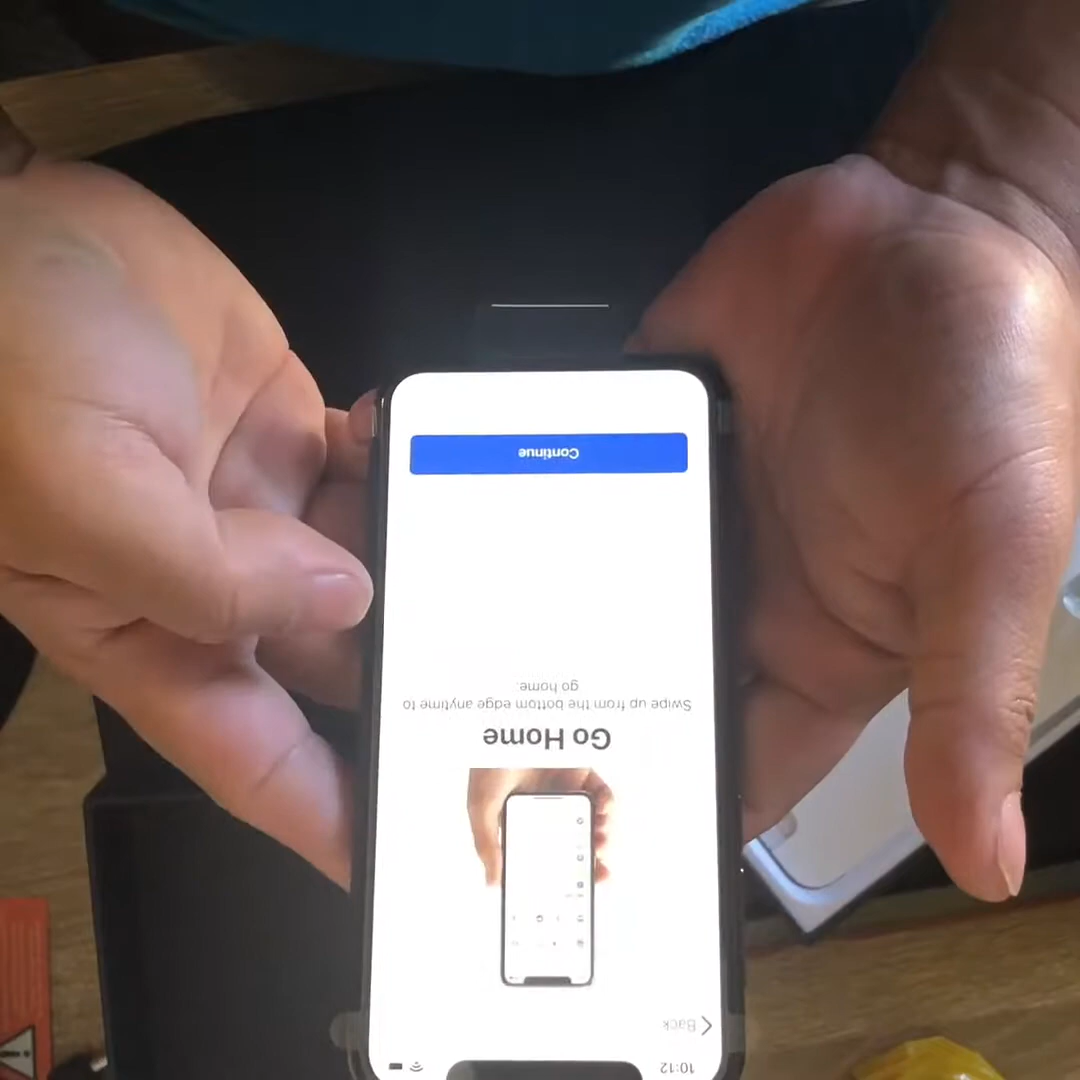 10:12
Back
Go Home
Swipe up from the bottom edge anytime to
go home.
Continue